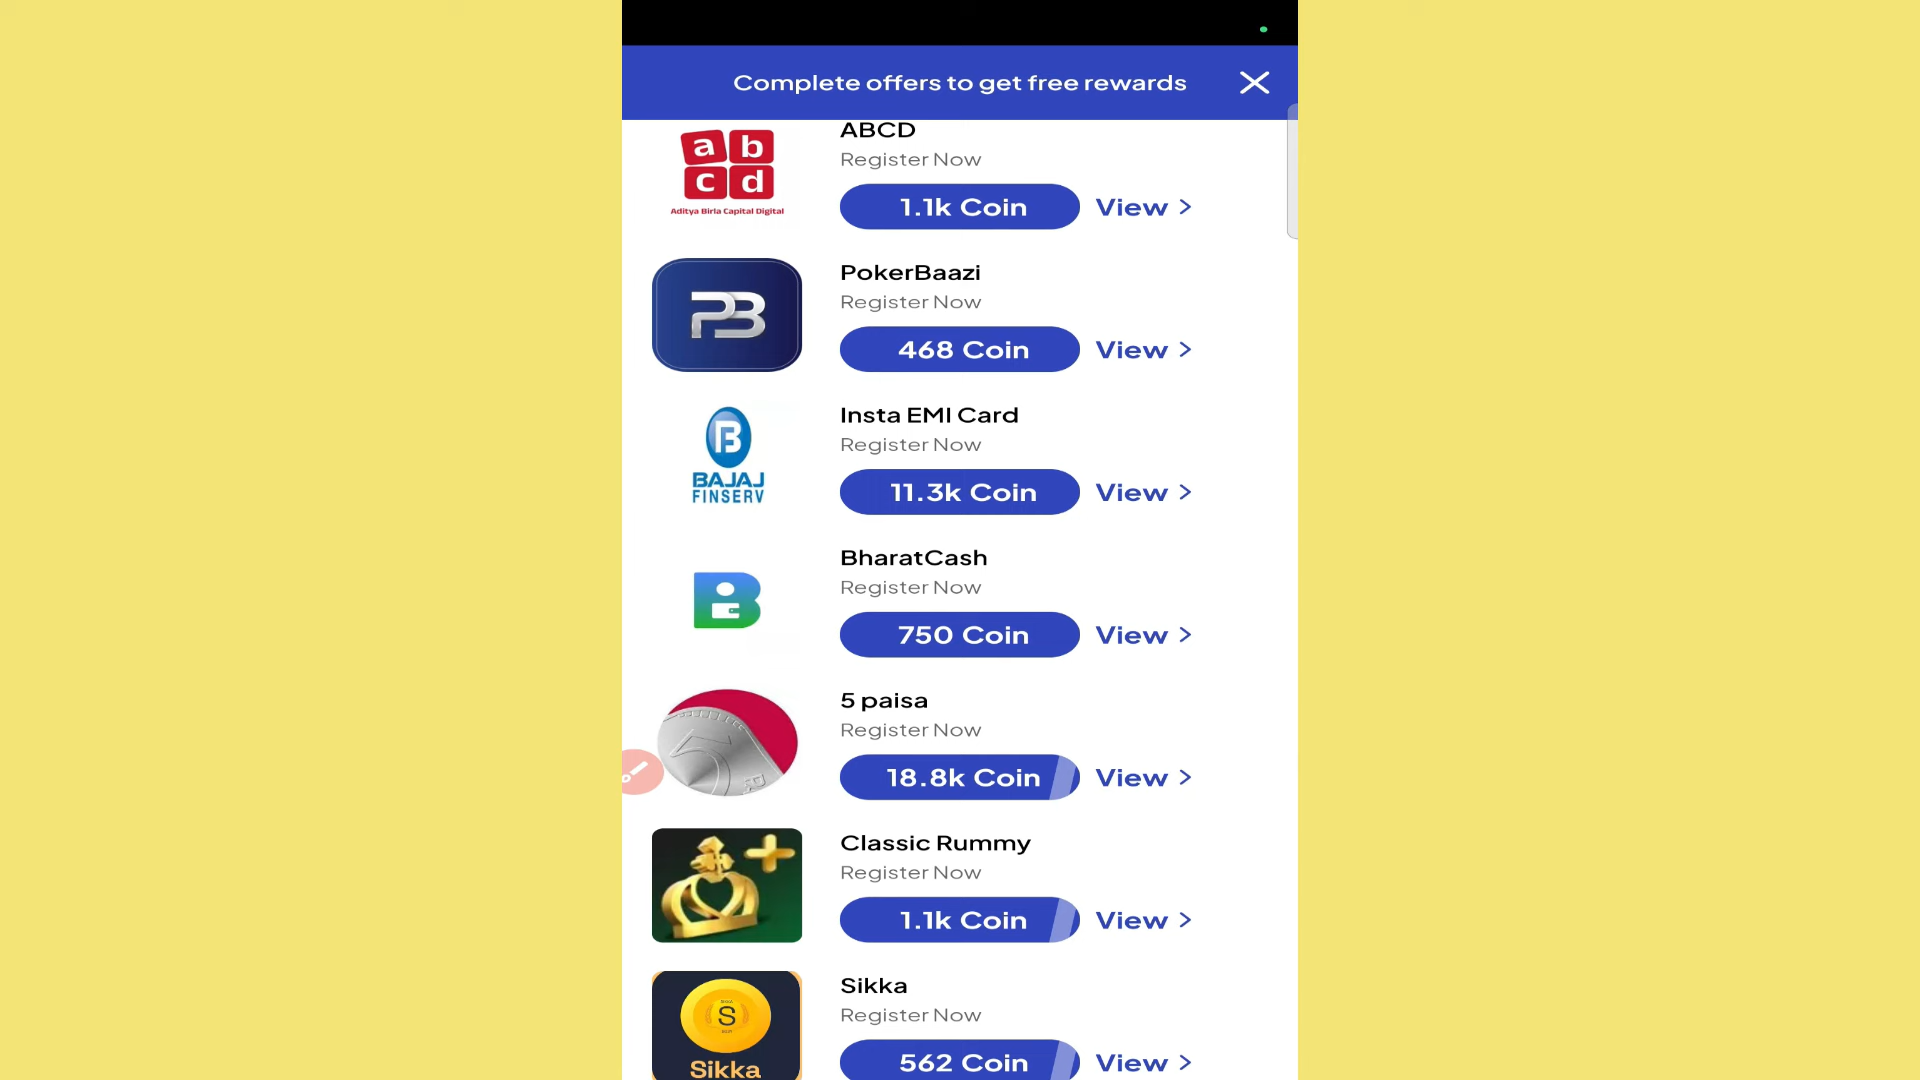 Complete offers to get free rewards
ABCD
Register Now
a b
c d
Aditya Birla Capital Digital
1.1k Coin
View >
PokerBaazi
Register Now
PB
468 Coin
View >
Insta EMI Card
Register Now
B
BAJAJ
FINSERV
11.3k Coin
View >
BharatCash
Register Now
750 Coin
View >
5 paisa
Register Now
5
18.8k Coin
View >
Classic Rummy
Register Now
1.1k Coin
View >
Sikka
Register Now
S
Sikka
562 Coin
View >